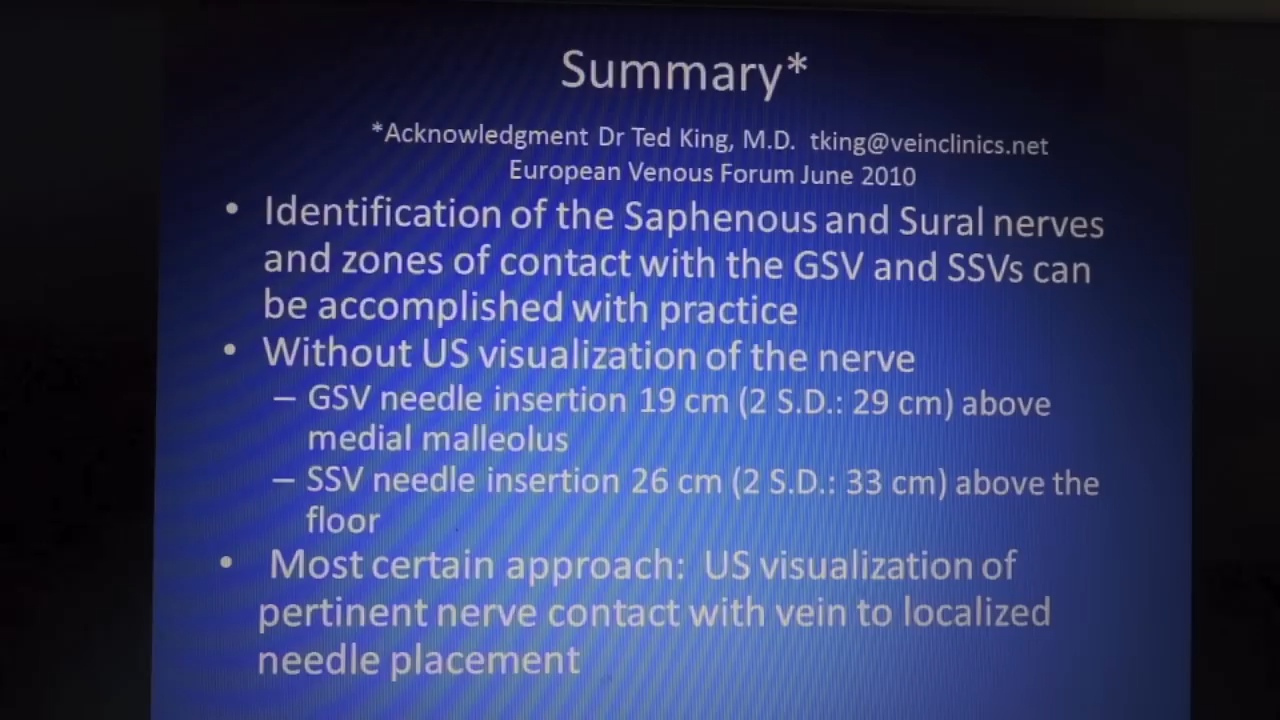 Summary*
*Acknowledgment Dr Ted King, M.D. tking@veinclinics.net
European Venous Forum June 2010
• Identification of the Saphenous and Sural nerves
and zones of contact with the GSV and SSVs can
be accomplished with practice
• Without US visualization of the nerve
– GSV needle insertion 19 cm (2 S.D.: 29 cm) above
medial malleolus
– SSV needle insertion 26 cm (2 S.D.: 33 cm) above the
floor
• Most certain approach: US visualization of
pertinent nerve contact with vein to localized
needle placement